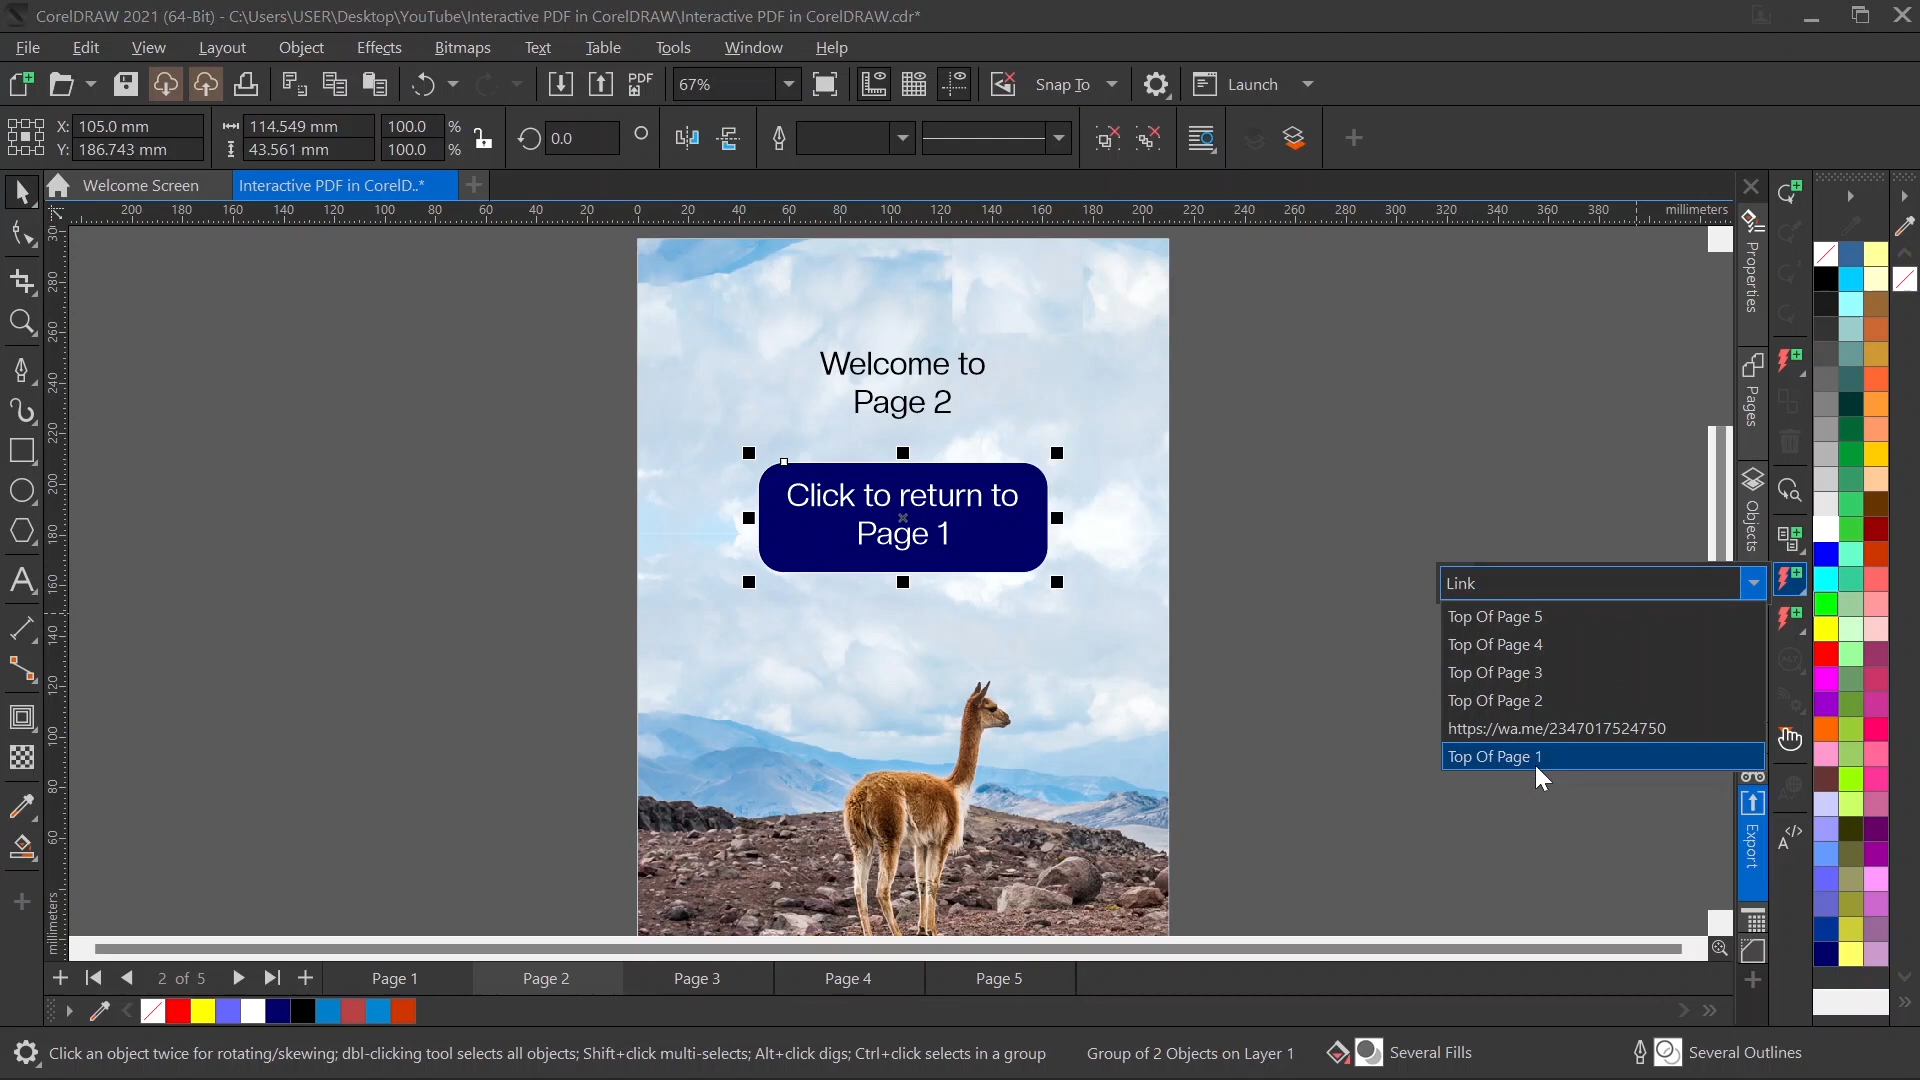 CorelDRAW 2021 (64-Bit) - C:\Users\USER\Desktop\YouTube\Interactive PDF in CorelDRAW\Interactive PDF in CorelDRAW.cdr*
File Edit View Layout Object Effects Bitmaps Text Table Tools Window Help
PDF 67% Snap To Launch
X: 105.0 mm 114.549 mm 100.0 % 0.0
Y: 186.743 mm 43.561 mm 100.0 %
Welcome Screen Interactive PDF in CorelD..*
200 180 160 140 120 100 80 60 40 20 0 20 40 60 80 100 120 140 160 180 200 220 240 260 280 300 320 340 360 380 millimeters
280
260
240
220
200
180
160
140
120
100
80
60
millimeters
Properties
Pages
Objects
Export
Welcome to
Page 2
Click to return to
Page 1
Link
Top Of Page 5
Top Of Page 4
Top Of Page 3
Top Of Page 2
https://wa.me/2347017524750
Top Of Page 1
2 of 5 Page 1 Page 2 Page 3 Page 4 Page 5
Click an object twice for rotating/skewing; dbl-clicking tool selects all objects; Shift+click multi-selects; Alt+click digs; Ctrl+click selects in a group Group of 2 Objects on Layer 1 Several Fills Several Outlines